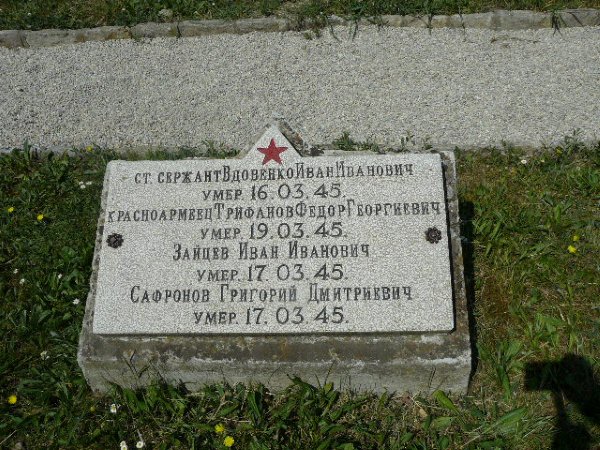 СТ. СЕРЖАНТ ВДОВЕНКО ИВАН ИВАНОВИЧ
УМЕР. 16.03.45.
КРАСНОАРМЕЕЦ ТРИФАНОВ ФЕДОР ГЕОРГИЕВИЧ
УМЕР. 19.03.45.
ЗАЙЦЕВ ИВАН ИВАНОВИЧ
УМЕР. 17.03.45.
САФРОНОВ ГРИГОРИЙ ДМИТРИЕВИЧ
УМЕР. 17.03.45.